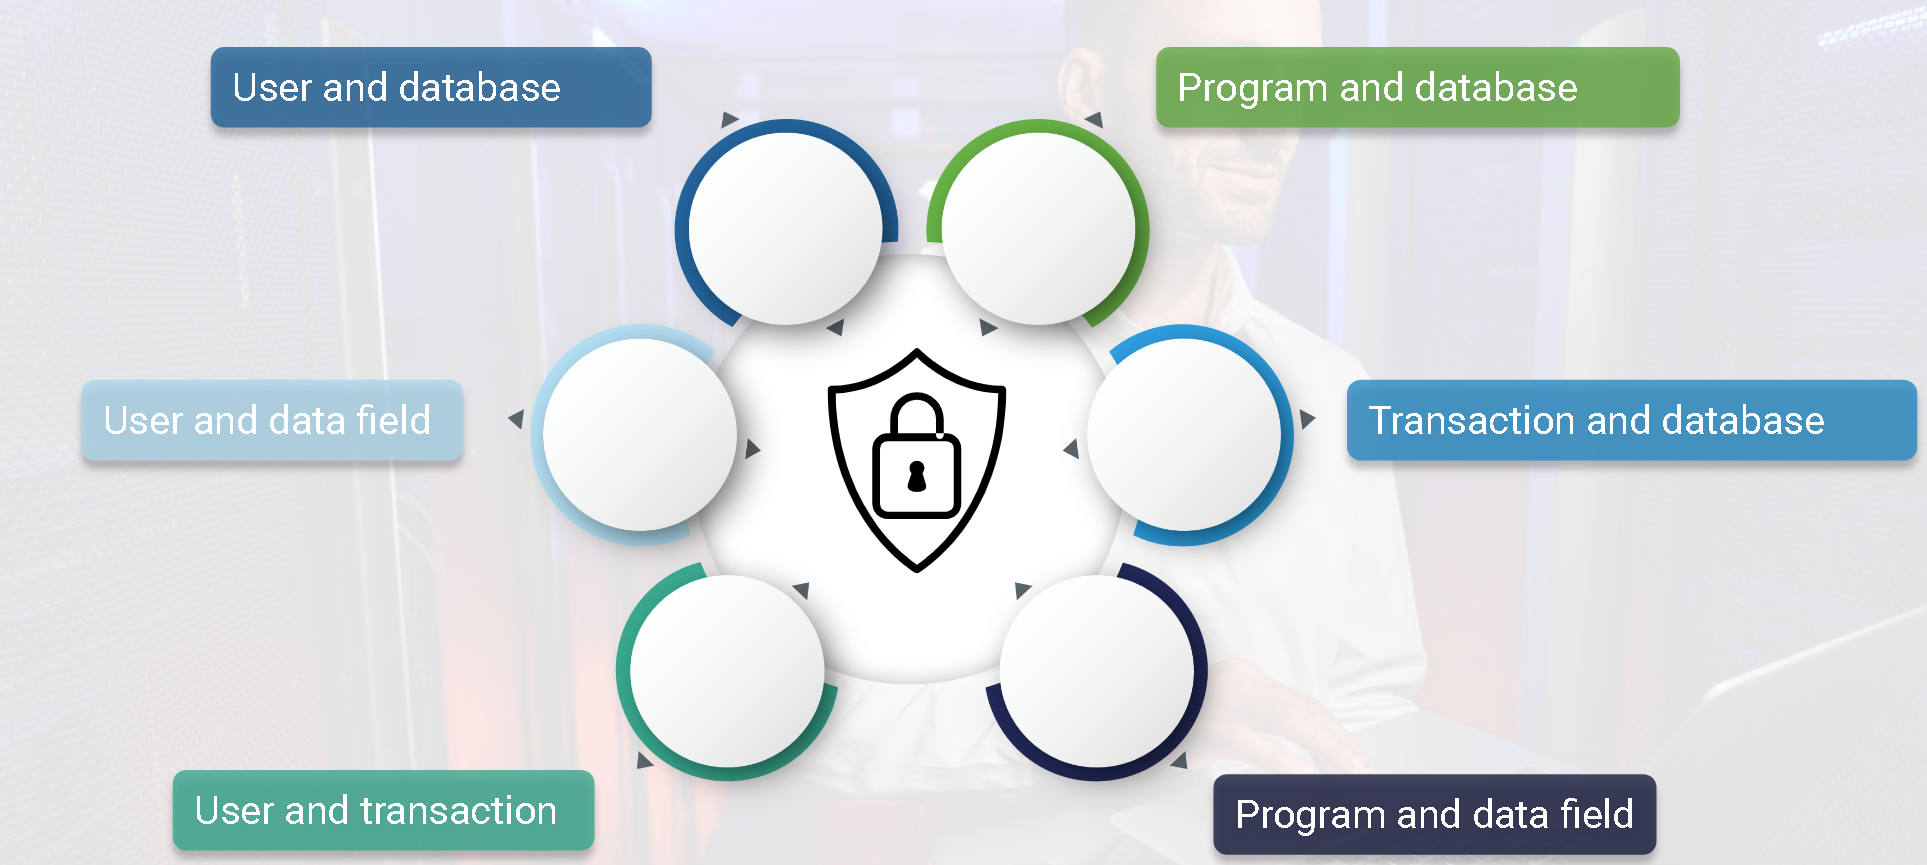 User and database
Program and database
User and data field
Transaction and database
User and transaction
Program and data field